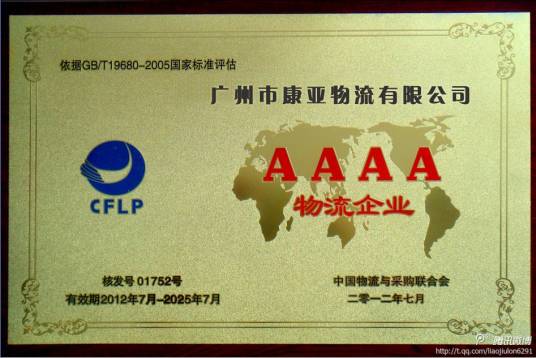 依据GB/T19680-2005国家标准评估
广州市康亚物流有限公司
AAAA
物流企业
CFLP
核发号 01752号
有效期2012年7月-2025年7月
中国物流与采购联合会
二零一二年七月
腾讯微博
http://t.qq.com/liaojiulon6291